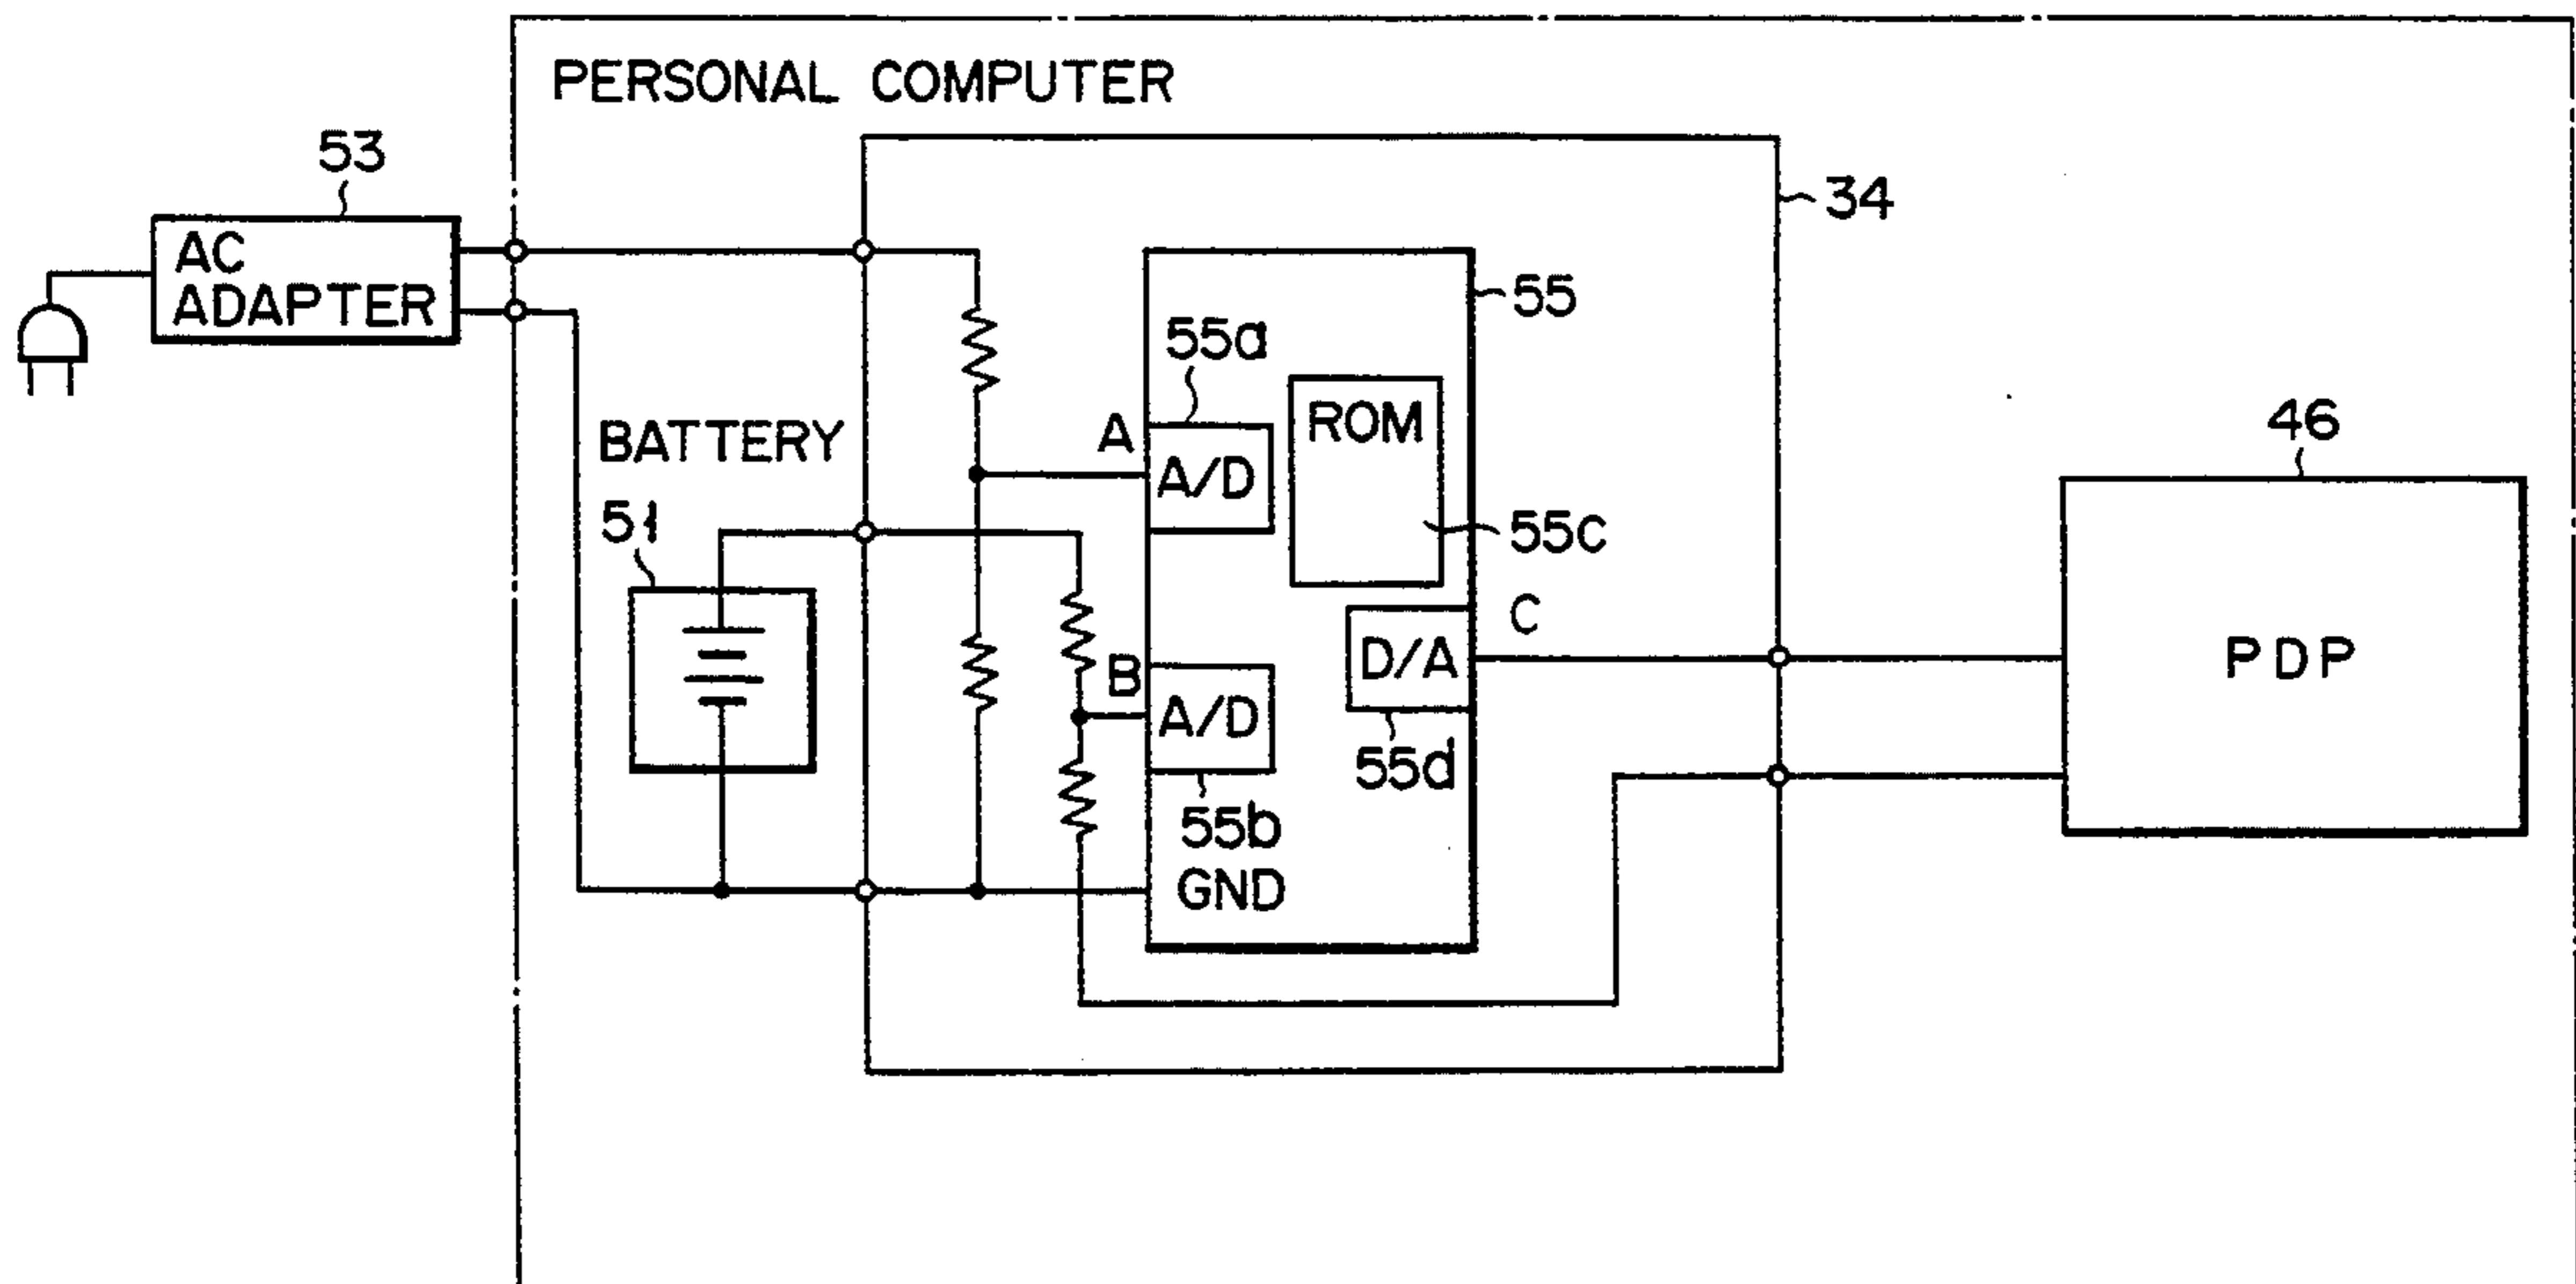 PERSONAL COMPUTER
53
34
AC
ADAPTER
55
55a
ROM
46
BATTERY
A
A/D
51
55c
C
B
D/A
PDP
A/D
55d
55b
GND